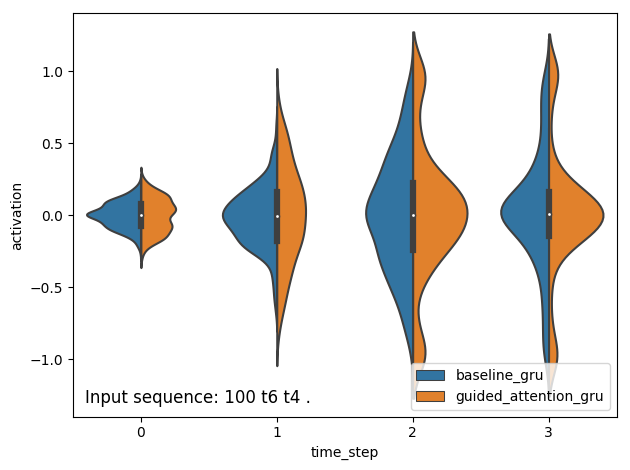 1.0
0.5
0.0
−0.5
−1.0
activation
Input sequence: 100 t6 t4 .
baseline_gru
guided_attention_gru
0 1 2 3
time_step